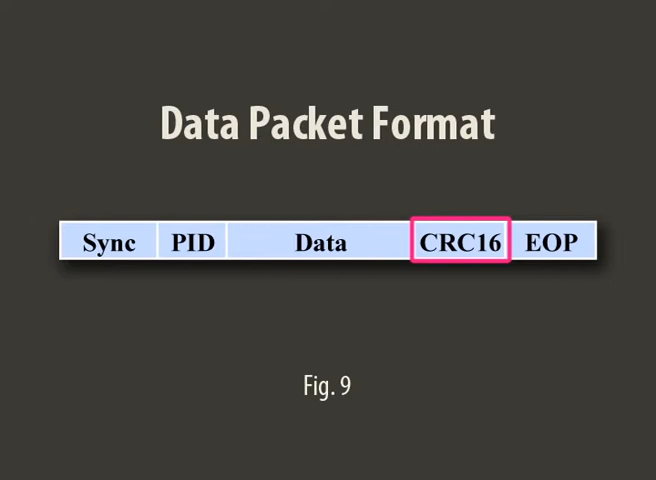 Data Packet Format
Sync PID Data CRC16 EOP
Fig. 9